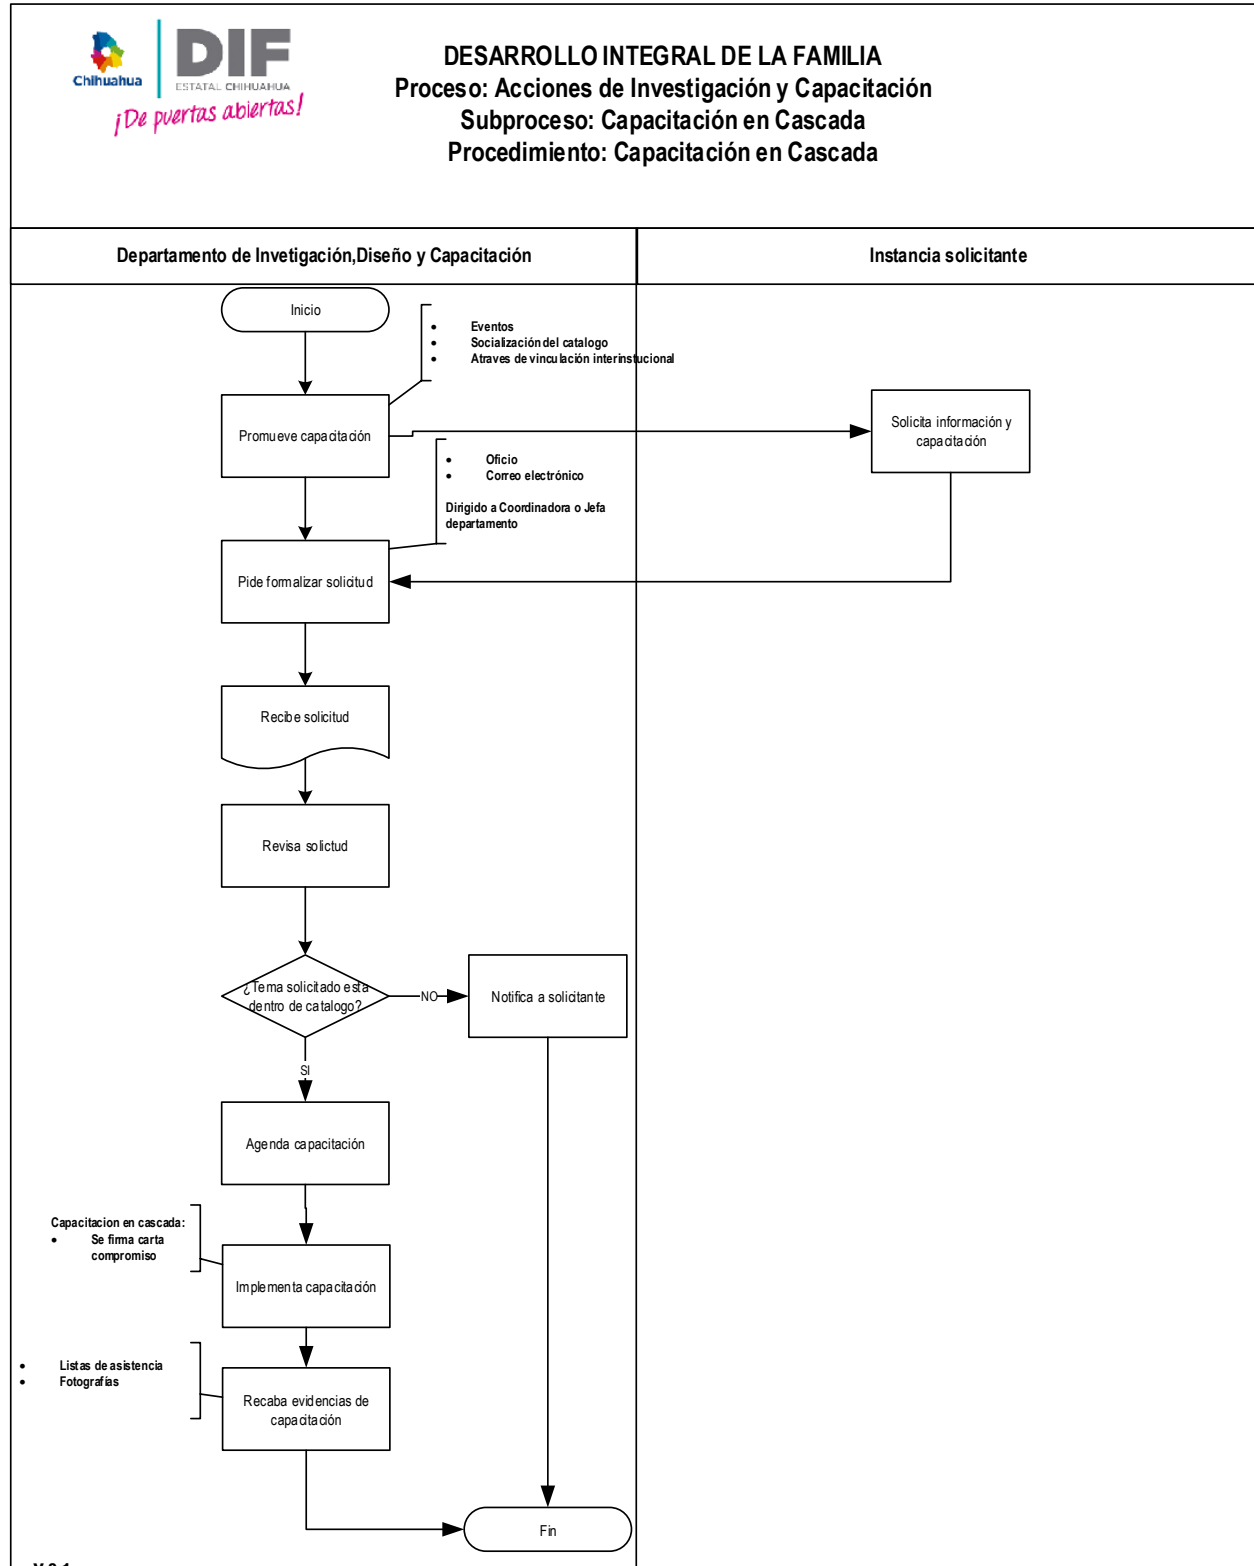 Chihuahua
DIF
ESTATAL CHIHUAHUA
¡De puertas abiertas!
DESARROLLO INTEGRAL DE LA FAMILIA
Proceso: Acciones de Investigación y Capacitación
Subproceso: Capacitación en Cascada
Procedimiento: Capacitación en Cascada
Departamento de Invetigación,Diseño y Capacitación
Instancia solicitante
Inicio
• Eventos
• Socialización del catalogo
• Atraves de vinculación interinstucional
Promueve capacitación
Solicita información y
capacitación
• Oficio
• Correo electrónico
Dirigido a Coordinadora o Jefa
departamento
Pide formalizar solicitud
Recibe solicitud
Revisa solictud
¿Tema solicitado esta
dentro de catalogo?
NO
Notifica a solicitante
SI
Agenda capacitación
Capacitacion en cascada:
• Se firma carta
compromiso
Implementa capacitación
• Listas de asistencia
• Fotografías
Recaba evidencias de
capacitación
Fin